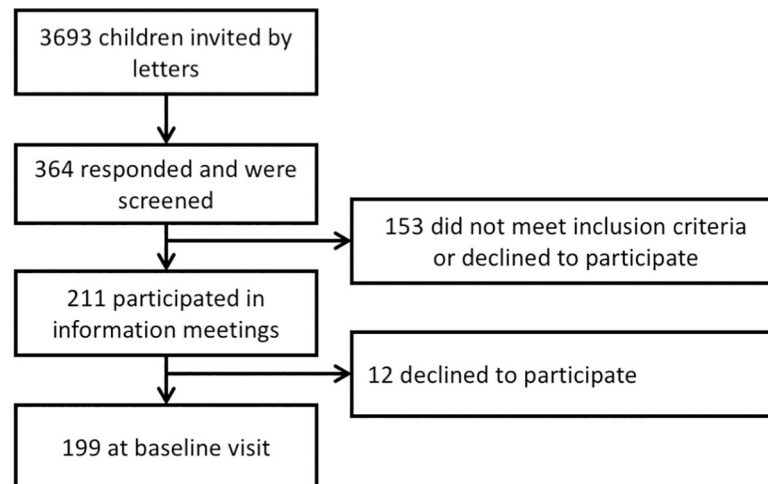 3693 children invited by
letters
364 responded and were
screened
153 did not meet inclusion criteria
or declined to participate
211 participated in
information meetings
12 declined to participate
199 at baseline visit